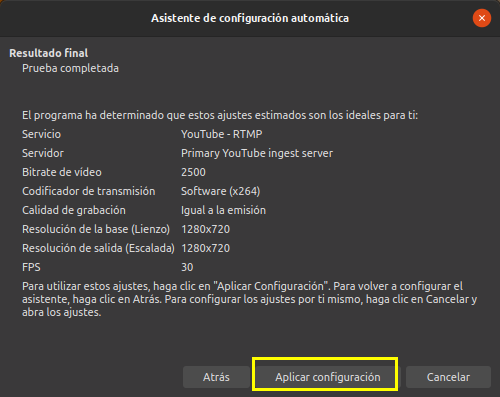 Asistente de configuración automática
Resultado final
Prueba completada
El programa ha determinado que estos ajustes estimados son los ideales para ti:
Servicio YouTube - RTMP
Servidor Primary YouTube ingest server
Bitrate de vídeo 2500
Codificador de transmisión Software (x264)
Calidad de grabación Igual a la emisión
Resolución de la base (Lienzo) 1280x720
Resolución de salida (Escalada) 1280x720
FPS 30
Para utilizar estos ajustes, haga clic en "Aplicar Configuración". Para volver a configurar el
asistente, haga clic en Atrás. Para configurar los ajustes por ti mismo, haga clic en Cancelar y
abra los ajustes.
Atrás Aplicar configuración Cancelar